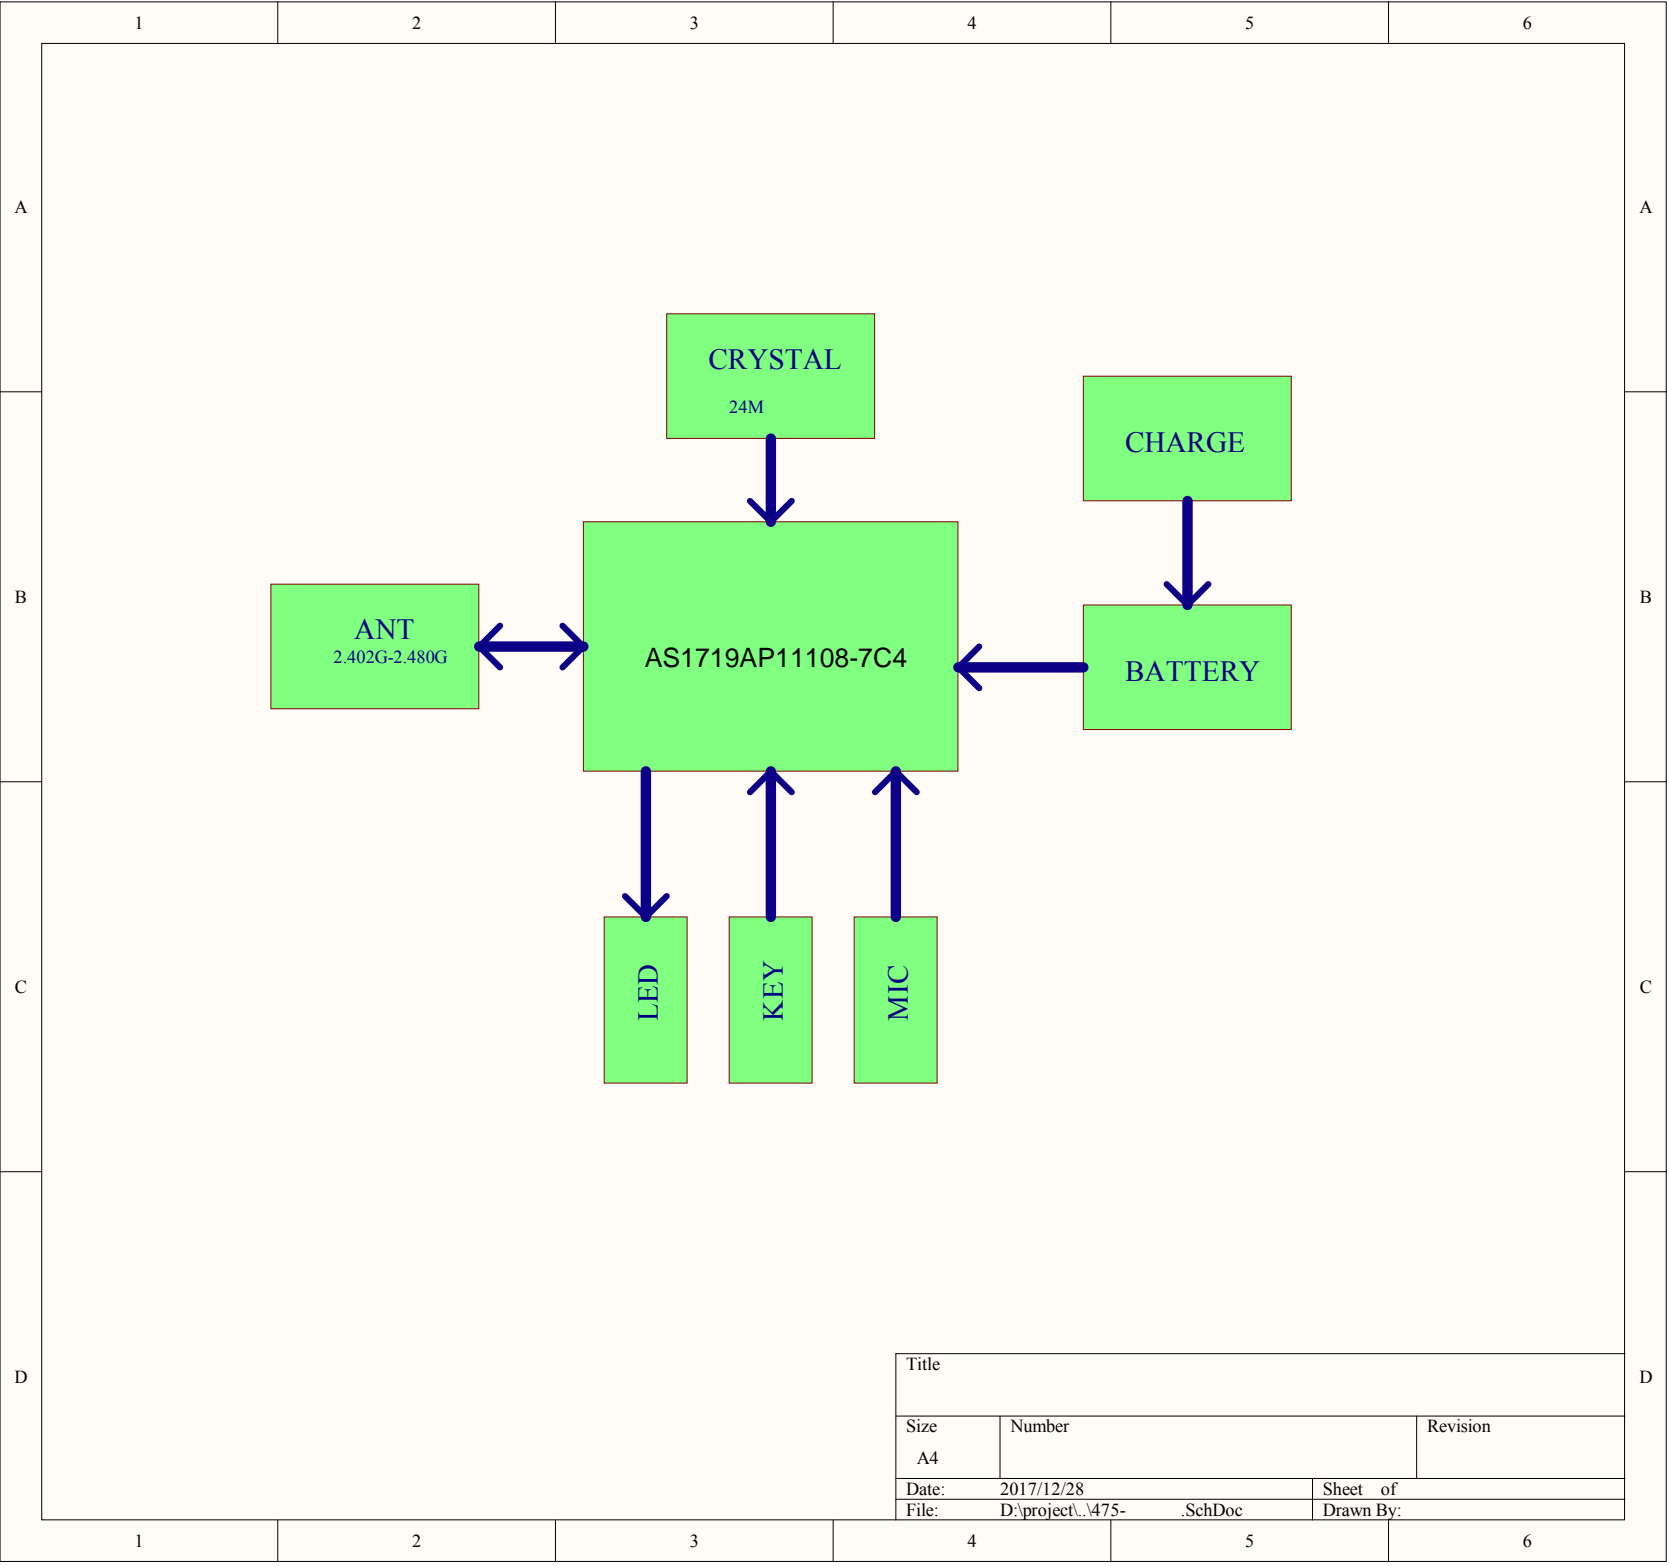 1 2 3 4 5 6
A A
CRYSTAL
24M
CHARGE
B B
ANT
2.402G-2.480G
AS1719AP11108-7C4
BATTERY
C C
LED
KEY
MIC
D D
Title
Size Number Revision
A4
Date: 2017/12/28 Sheet of
File: D:\project\..\475- .SchDoc Drawn By:
1 2 3 4 5 6